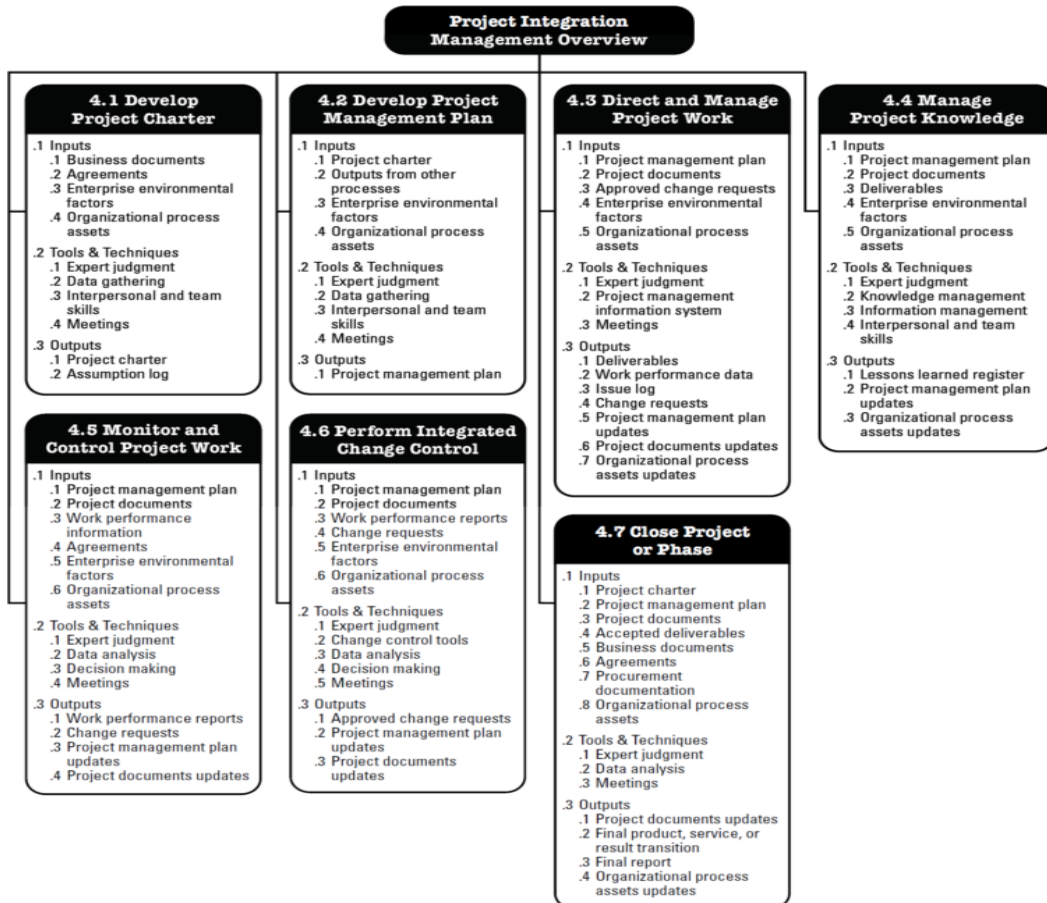 Project Integration
Management Overview
4.1 Develop
Project Charter
.1 Inputs
.1 Business documents
.2 Agreements
.3 Enterprise environmental
factors
.4 Organizational process
assets
.2 Tools & Techniques
.1 Expert judgment
.2 Data gathering
.3 Interpersonal and team
skills
.4 Meetings
.3 Outputs
.1 Project charter
.2 Assumption log
4.2 Develop Project
Management Plan
.1 Inputs
.1 Project charter
.2 Outputs from other
processes
.3 Enterprise environmental
factors
.4 Organizational process
assets
.2 Tools & Techniques
.1 Expert judgment
.2 Data gathering
.3 Interpersonal and team
skills
.4 Meetings
.3 Outputs
.1 Project management plan
4.3 Direct and Manage
Project Work
.1 Inputs
.1 Project management plan
.2 Project documents
.3 Approved change requests
.4 Enterprise environmental
factors
.5 Organizational process
assets
.2 Tools & Techniques
.1 Expert judgment
.2 Project management
information system
.3 Meetings
.3 Outputs
.1 Deliverables
.2 Work performance data
.3 Issue log
.4 Change requests
.5 Project management plan
updates
.6 Project documents updates
.7 Organizational process
assets updates
4.4 Manage
Project Knowledge
.1 Inputs
.1 Project management plan
.2 Project documents
.3 Deliverables
.4 Enterprise environmental
factors
.5 Organizational process
assets
.2 Tools & Techniques
.1 Expert judgment
.2 Knowledge management
.3 Information management
.4 Interpersonal and team
skills
.3 Outputs
.1 Lessons learned register
.2 Project management plan
updates
.3 Organizational process
assets updates
4.5 Monitor and
Control Project Work
.1 Inputs
.1 Project management plan
.2 Project documents
.3 Work performance
information
.4 Agreements
.5 Enterprise environmental
factors
.6 Organizational process
assets
.2 Tools & Techniques
.1 Expert judgment
.2 Data analysis
.3 Decision making
.4 Meetings
.3 Outputs
.1 Work performance reports
.2 Change requests
.3 Project management plan
updates
.4 Project documents updates
4.6 Perform Integrated
Change Control
.1 Inputs
.1 Project management plan
.2 Project documents
.3 Work performance reports
.4 Change requests
.5 Enterprise environmental
factors
.6 Organizational process
assets
.2 Tools & Techniques
.1 Expert judgment
.2 Change control tools
.3 Data analysis
.4 Decision making
.5 Meetings
.3 Outputs
.1 Approved change requests
.2 Project management plan
updates
.3 Project documents
updates
4.7 Close Project
or Phase
.1 Inputs
.1 Project charter
.2 Project management plan
.3 Project documents
.4 Accepted deliverables
.5 Business documents
.6 Agreements
.7 Procurement
documentation
.8 Organizational process
assets
.2 Tools & Techniques
.1 Expert judgment
.2 Data analysis
.3 Meetings
.3 Outputs
.1 Project documents updates
.2 Final product, service, or
result transition
.3 Final report
.4 Organizational process
assets updates